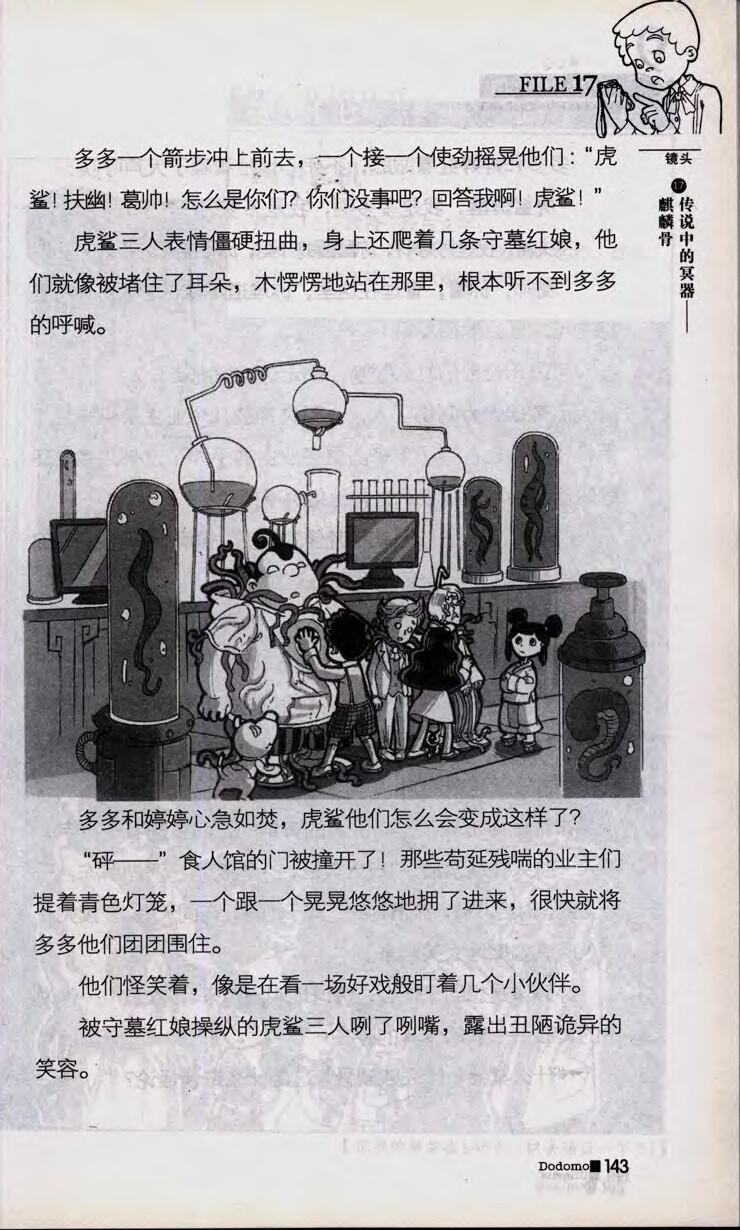 FILE 17
镜头
17
传说中的冥器——
麒麟骨
多多一个箭步冲上前去，一个接一个使劲摇晃他们：“虎
鲨！扶幽！葛帅！怎么是你们？你们没事吧？回答我啊！虎鲨！”
虎鲨三人表情僵硬扭曲，身上还爬着几条守墓红娘，他
们就像被堵住了耳朵，木愣愣地站在那里，根本听不到多多
的呼喊。
多多和婷婷心急如焚，虎鲨他们怎么会变成这样了？
“砰——”食人馆的门被撞开了！那些苟延残喘的业主们
提着青色灯笼，一个跟一个晃晃悠悠地拥了进来，很快就将
多多他们团团围住。
他们怪笑着，像是在看一场好戏般盯着几个小伙伴。
被守墓红娘操纵的虎鲨三人咧了咧嘴，露出丑陋诡异的
笑容。
Dodomo■143